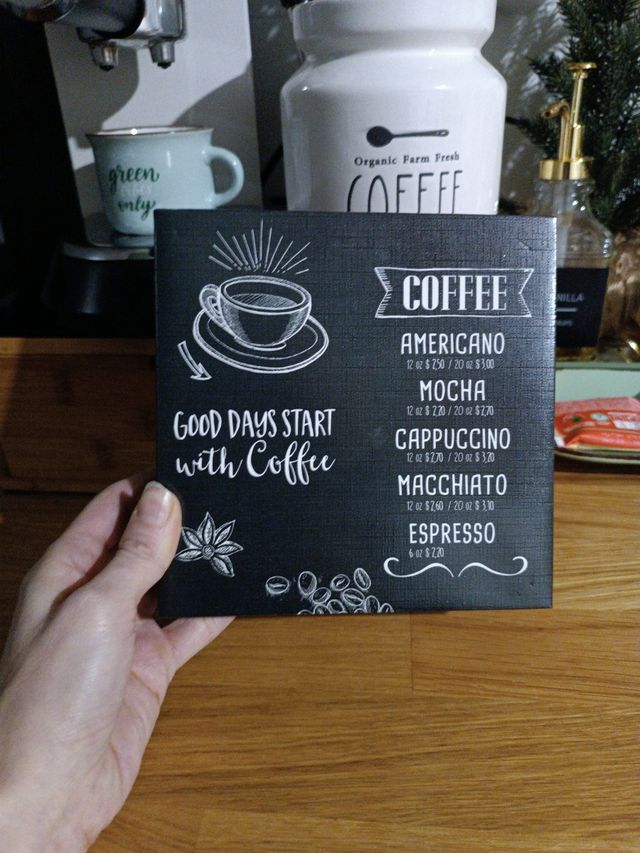 green
only
Organic Farm Fresh
COFFEE
GOOD DAYS START
with Coffee
COFFEE
AMERICANO
12 oz $2,50 / 20 oz $3,00
MOCHA
12 oz $2,20 / 20 oz $2,70
CAPPUCCINO
12 oz $2,70 / 20 oz $3,20
MACCHIATO
12 oz $2,60 / 20 oz $3,10
ESPRESSO
6 oz $2,20